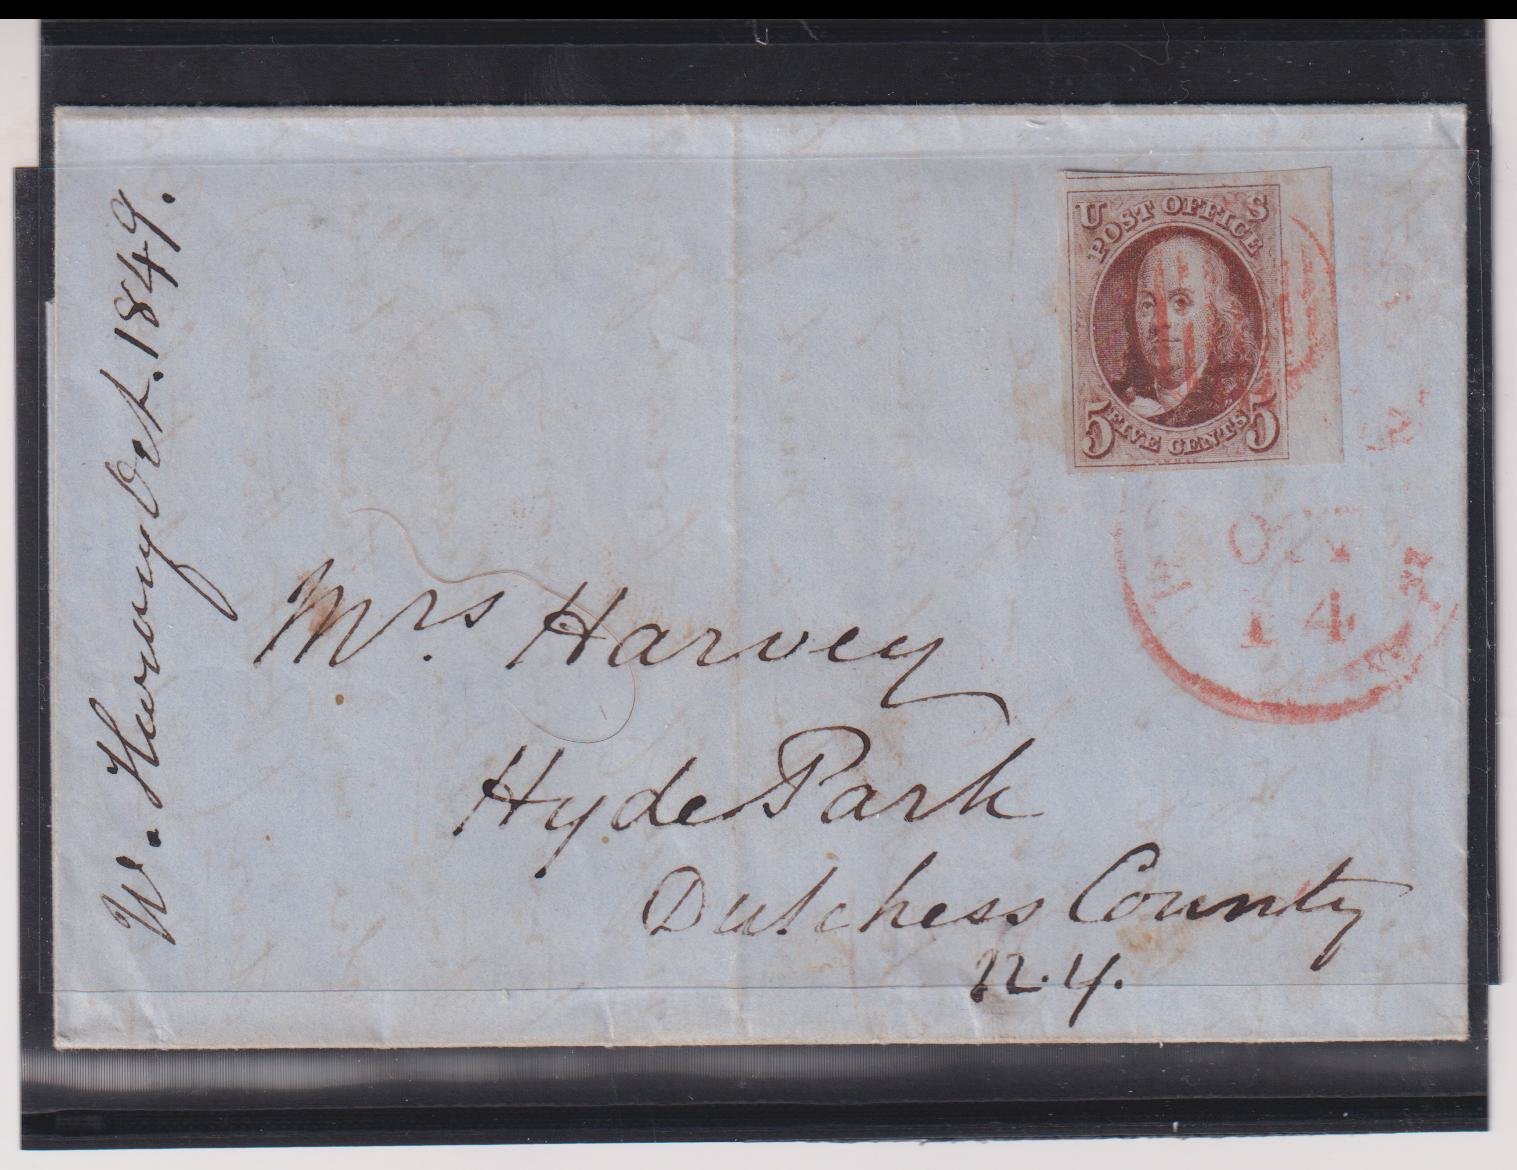 W. Harvey Oct. 1849.
U S
POST OFFICE
5 FIVE CENTS 5
OCT
14
Mrs. Harvey
Hyde Park
Dutchess County
N.Y.